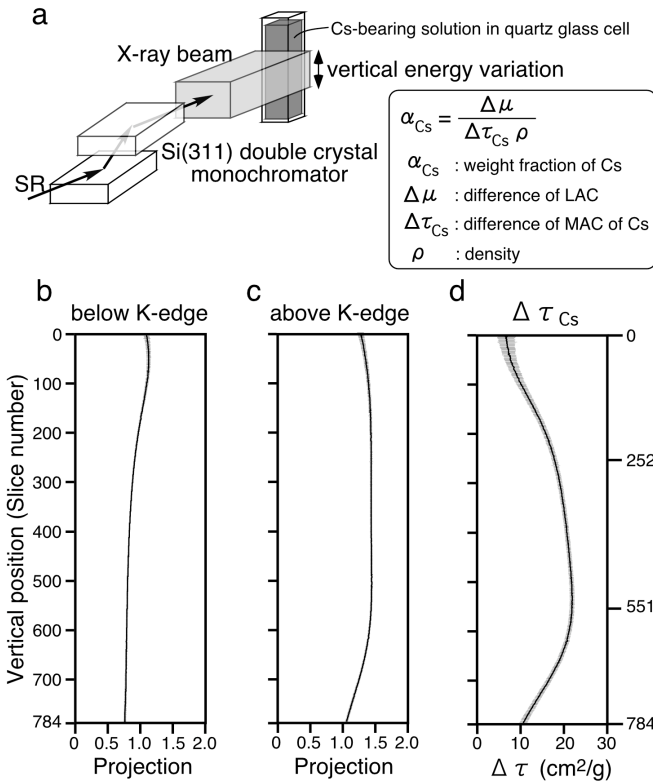 a
Cs-bearing solution in quartz glass cell
X-ray beam
vertical energy variation
Si(311) double crystal
monochromator
SR
α_Cs = Δμ / Δτ_Cs ρ
α_Cs : weight fraction of Cs
Δμ : difference of LAC
Δτ_Cs : difference of MAC of Cs
ρ : density
b
below K-edge
c
above K-edge
d
Δ τ Cs
Vertical position (Slice number)
0
100
200
300
400
500
600
700
784
0
252
551
784
0 0.5 1.0 1.5 2.0
Projection
0 0.5 1.0 1.5 2.0
Projection
0 10 20 30
Δ τ (cm²/g)